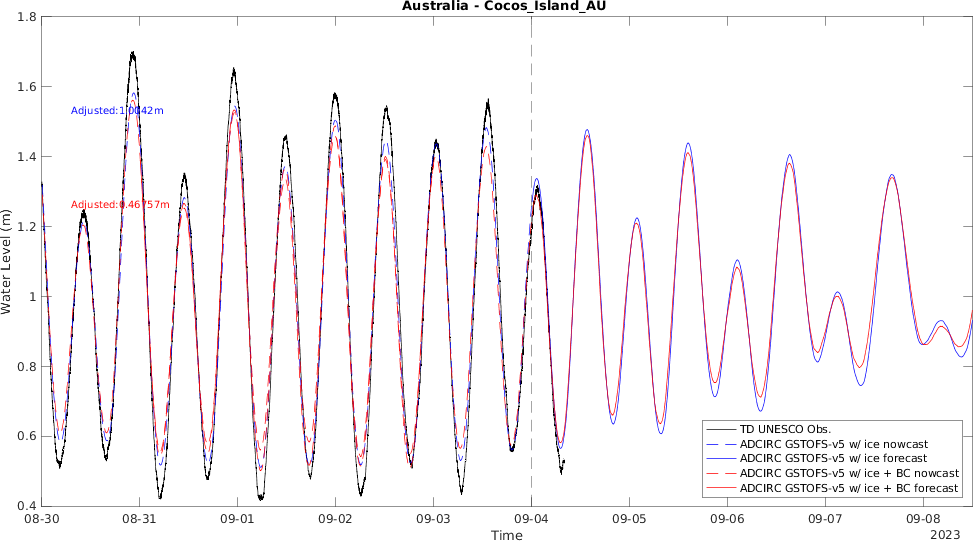 Australia - Cocos_Island_AU
1.8
1.6
1.4
1.2
1
0.8
0.6
0.4
Water Level (m)
Adjusted:1.0042m
Adjusted:0.46757m
TD UNESCO Obs.
ADCIRC GSTOFS-v5 w/ ice nowcast
ADCIRC GSTOFS-v5 w/ ice forecast
ADCIRC GSTOFS-v5 w/ ice + BC nowcast
ADCIRC GSTOFS-v5 w/ ice + BC forecast
08-30 08-31 09-01 09-02 09-03 09-04 09-05 09-06 09-07 09-08
Time
2023